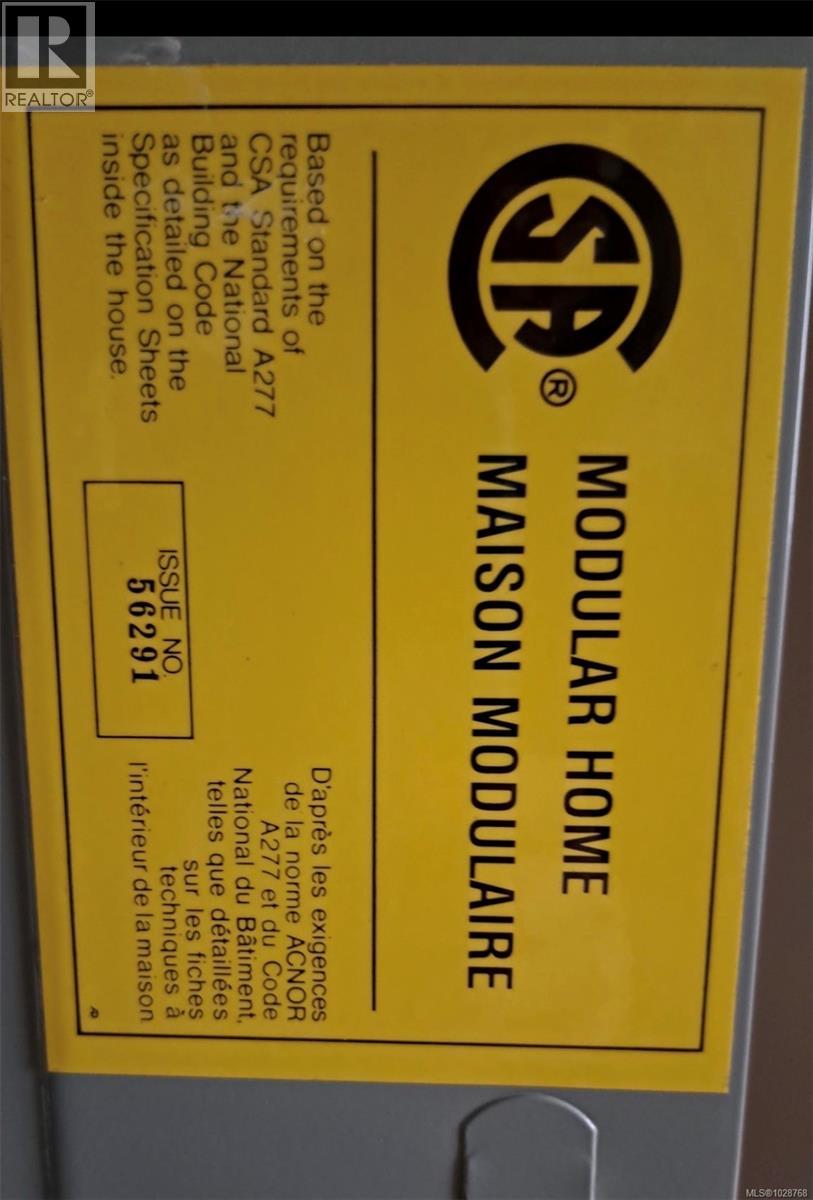 REALTOR®
CSA®
MODULAR HOME
MAISON MODULAIRE
Based on the
requirements of
CSA Standard A277
and the National
Building Code
as detailed on the
Specification Sheets
inside the house.
ISSUE NO.
56291
D'après les exigences
de la norme ACNOR
A277 et du Code
National du Bâtiment,
telles que détaillées
sur les fiches
techniques à
l'intérieur de la maison
MLS®1028768